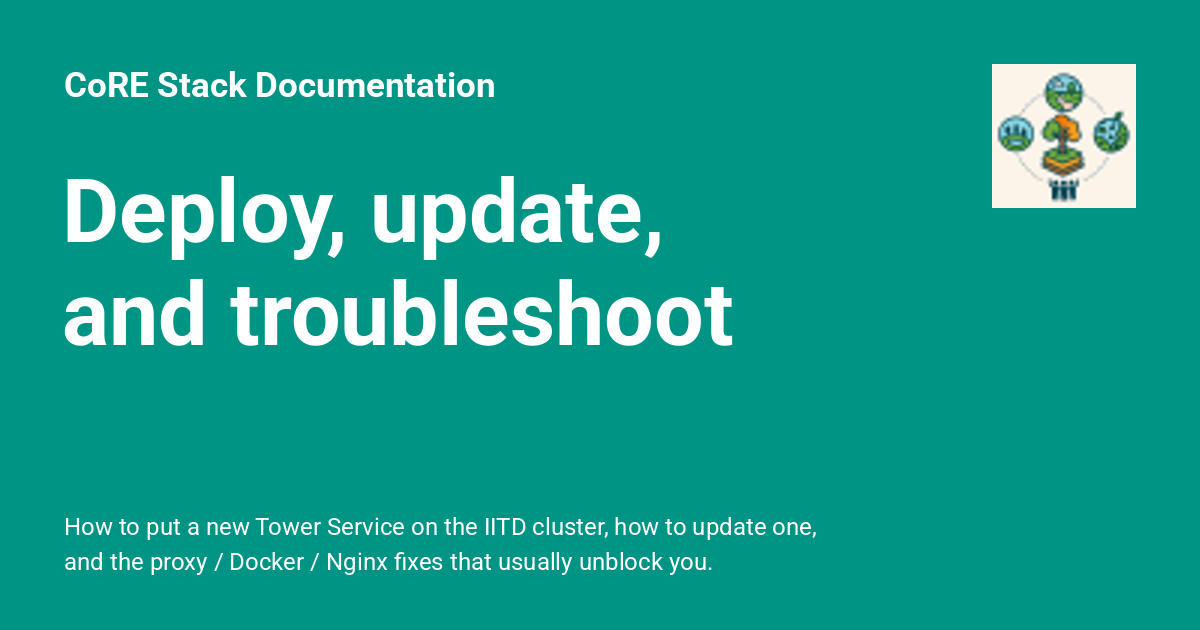 CoRE Stack Documentation
Deploy, update,
and troubleshoot
How to put a new Tower Service on the IITD cluster, how to update one,
and the proxy / Docker / Nginx fixes that usually unblock you.